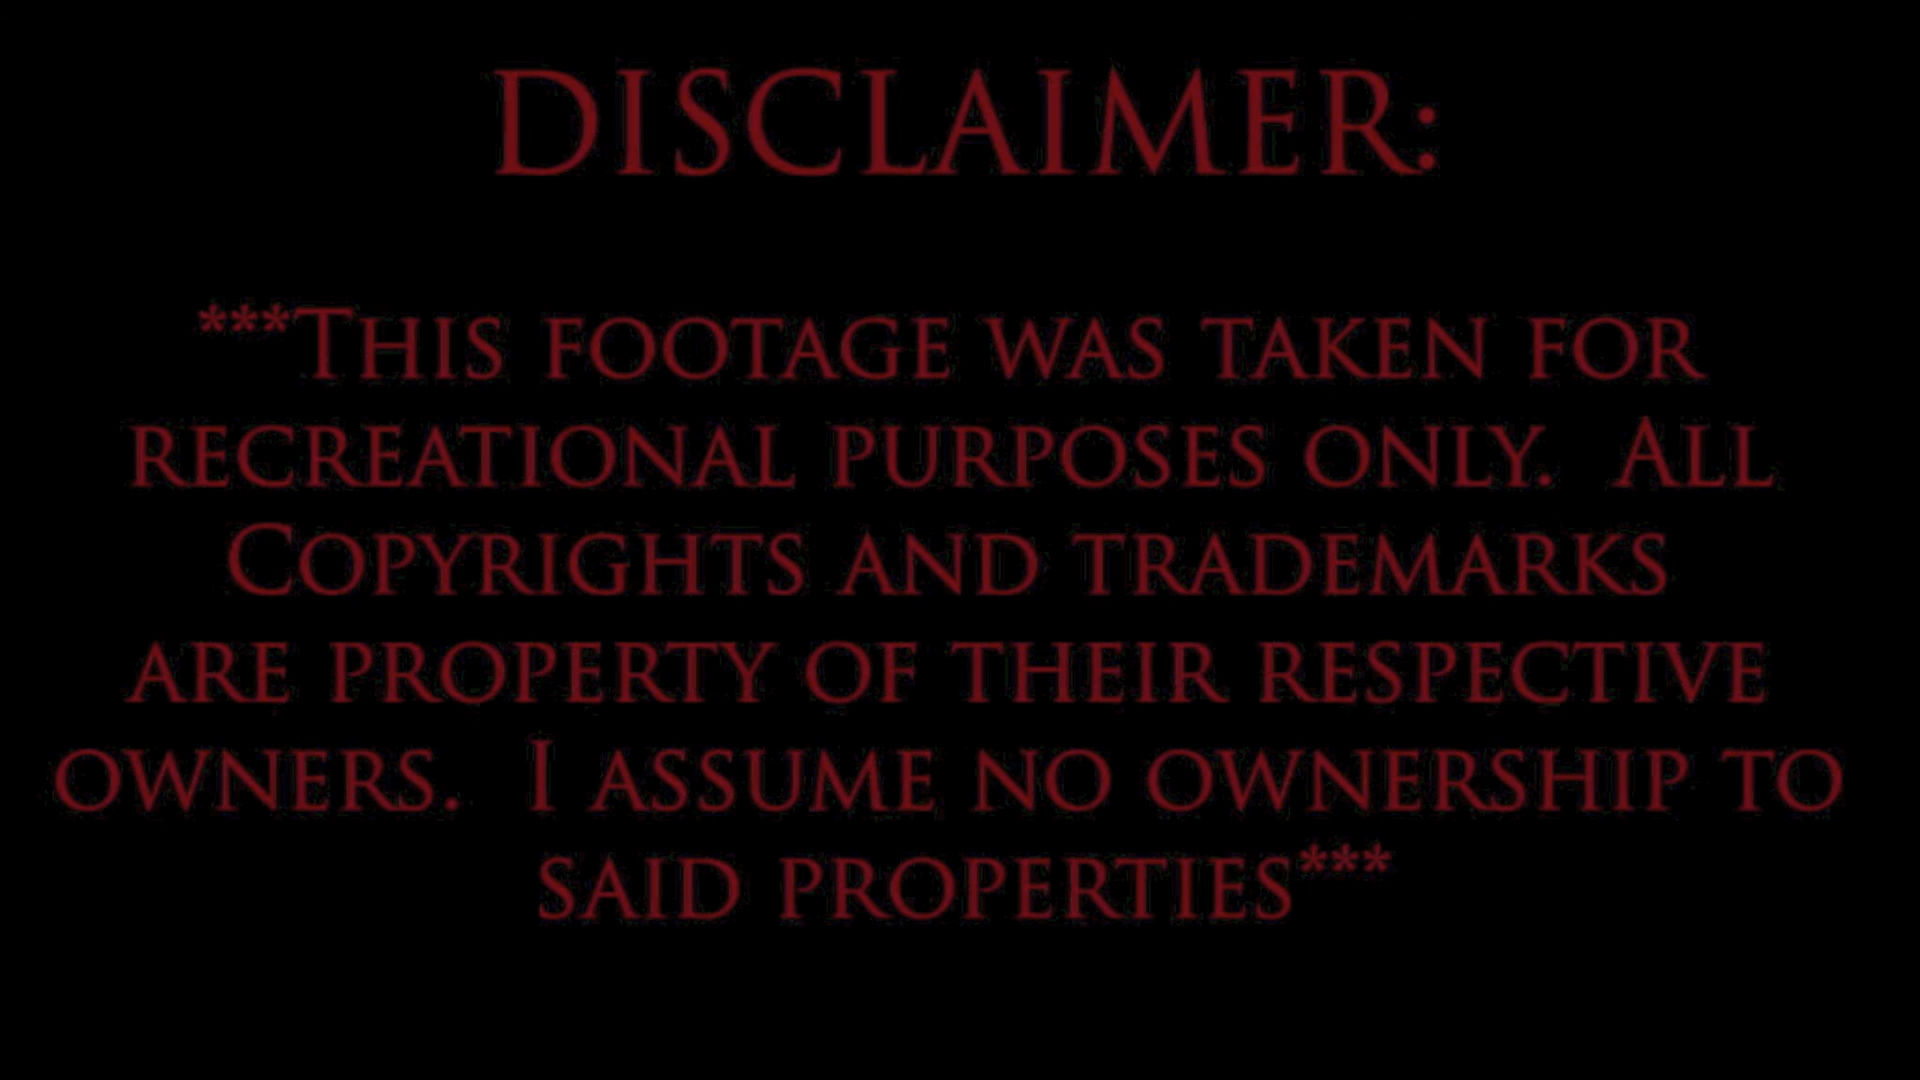 DISCLAIMER:
***This footage was taken for
recreational purposes only.  All
Copyrights and trademarks
are property of their respective
owners.  I assume no ownership to
said properties***